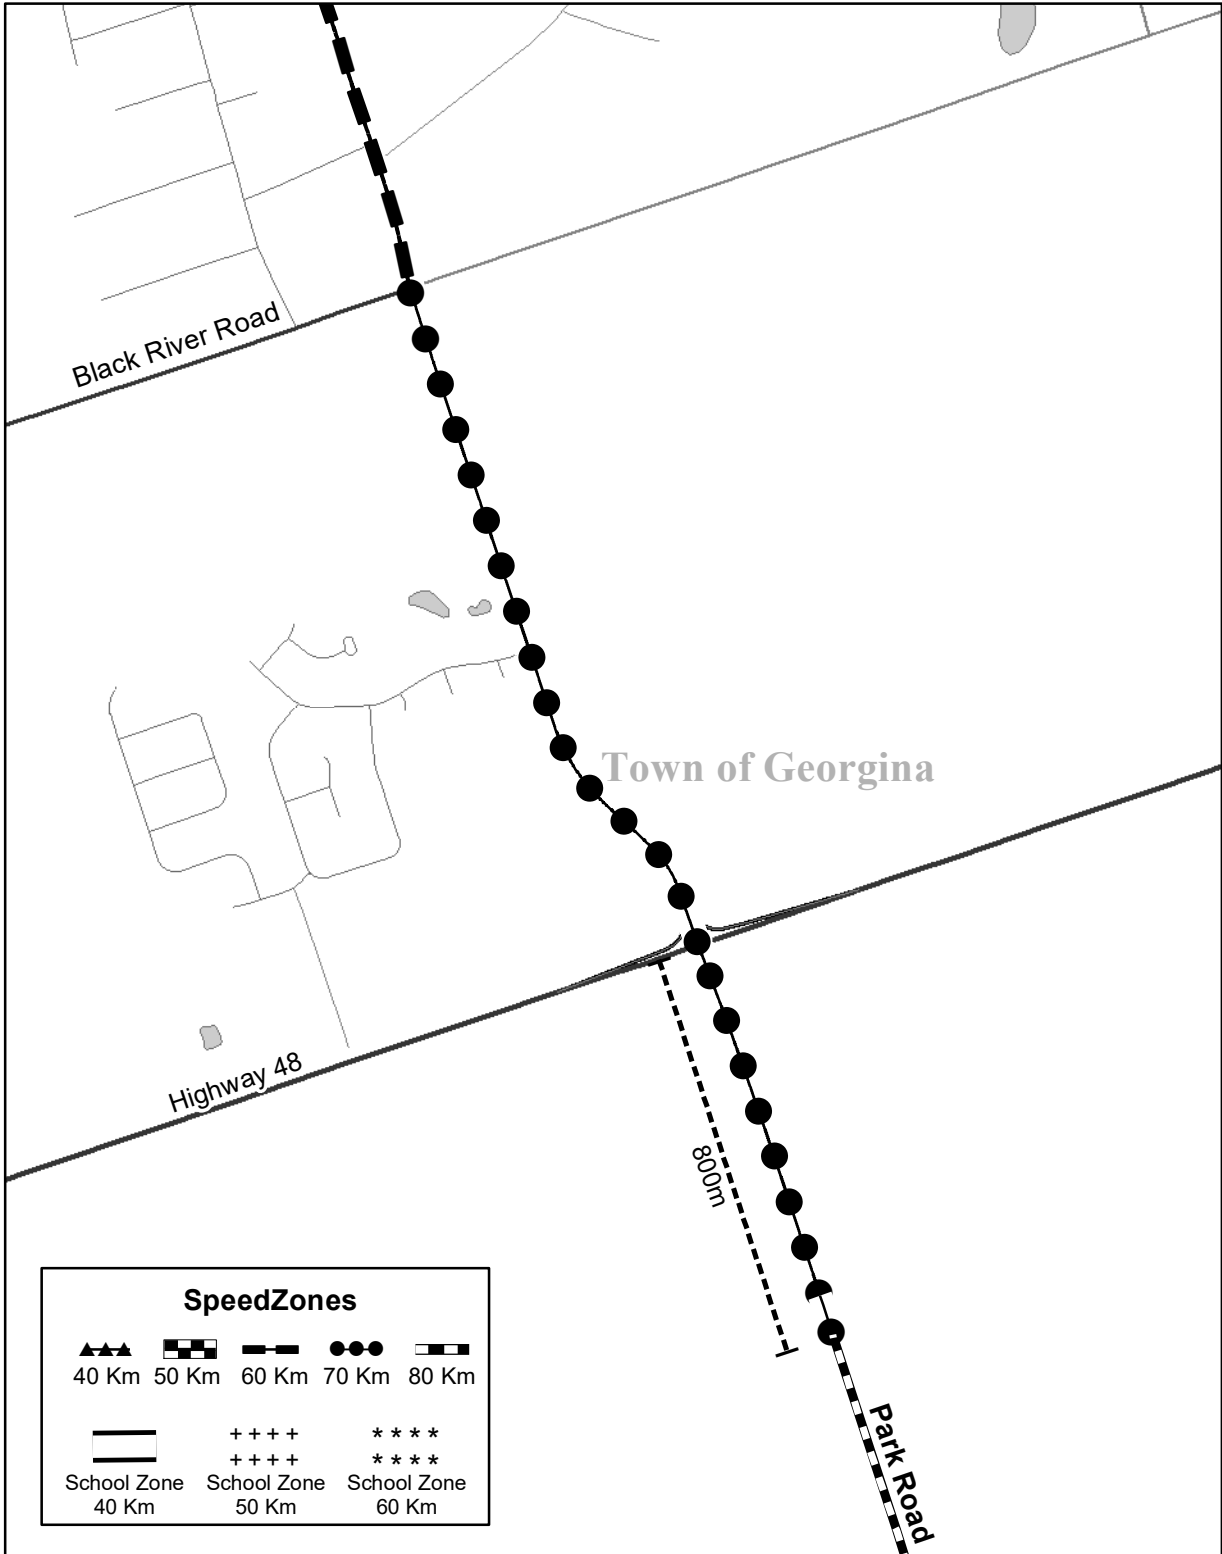 Black River Road
Town of Georgina
Highway 48
800m
Park Road
SpeedZones
40 Km 50 Km 60 Km 70 Km 80 Km
+ + + + * * * *
+ + + + * * * *
School Zone School Zone School Zone
40 Km 50 Km 60 Km